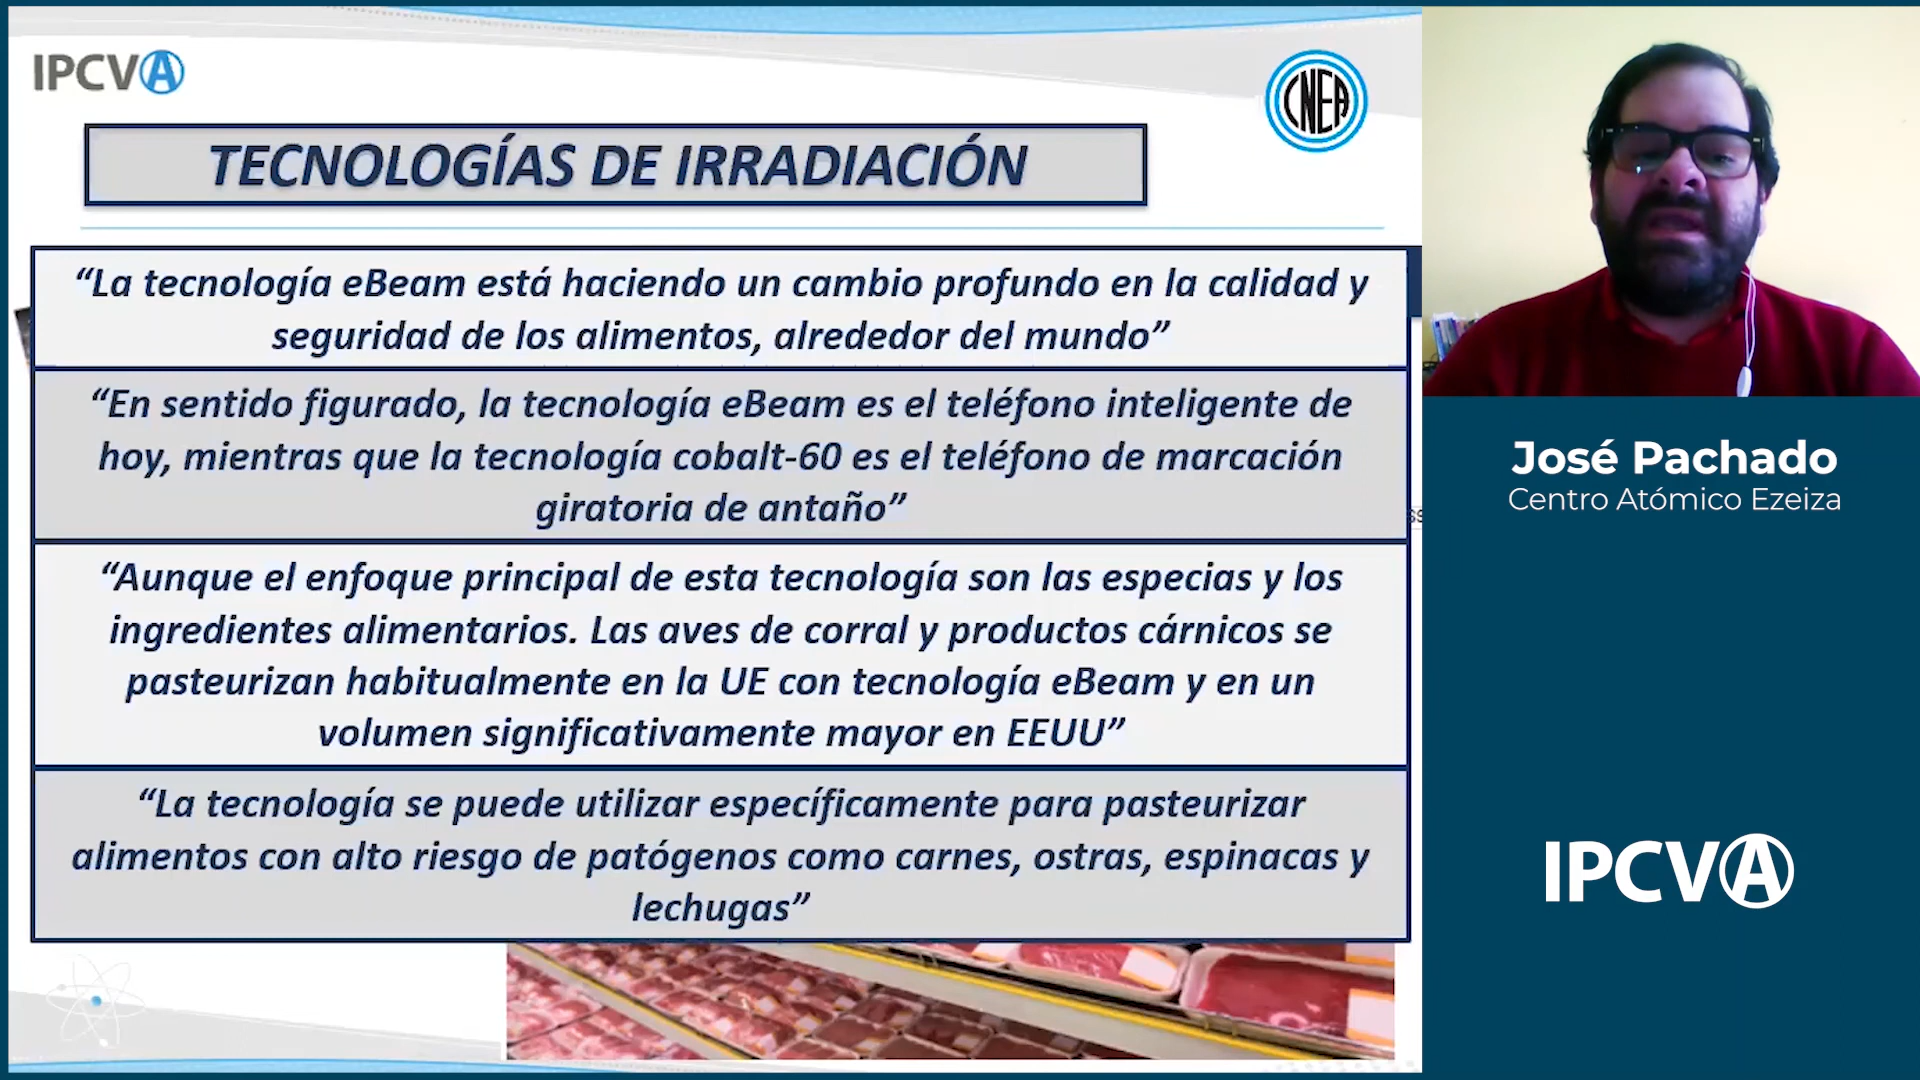 IPCVA
CNEA
TECNOLOGÍAS DE IRRADIACIÓN
“La tecnología eBeam está haciendo un cambio profundo en la calidad y
seguridad de los alimentos, alrededor del mundo”
“En sentido figurado, la tecnología eBeam es el teléfono inteligente de
hoy, mientras que la tecnología cobalt-60 es el teléfono de marcación
giratoria de antaño”
“Aunque el enfoque principal de esta tecnología son las especias y los
ingredientes alimentarios. Las aves de corral y productos cárnicos se
pasteurizan habitualmente en la UE con tecnología eBeam y en un
volumen significativamente mayor en EEUU”
“La tecnología se puede utilizar específicamente para pasteurizar
alimentos con alto riesgo de patógenos como carnes, ostras, espinacas y
lechugas”
José Pachado
Centro Atómico Ezeiza
IPCVA